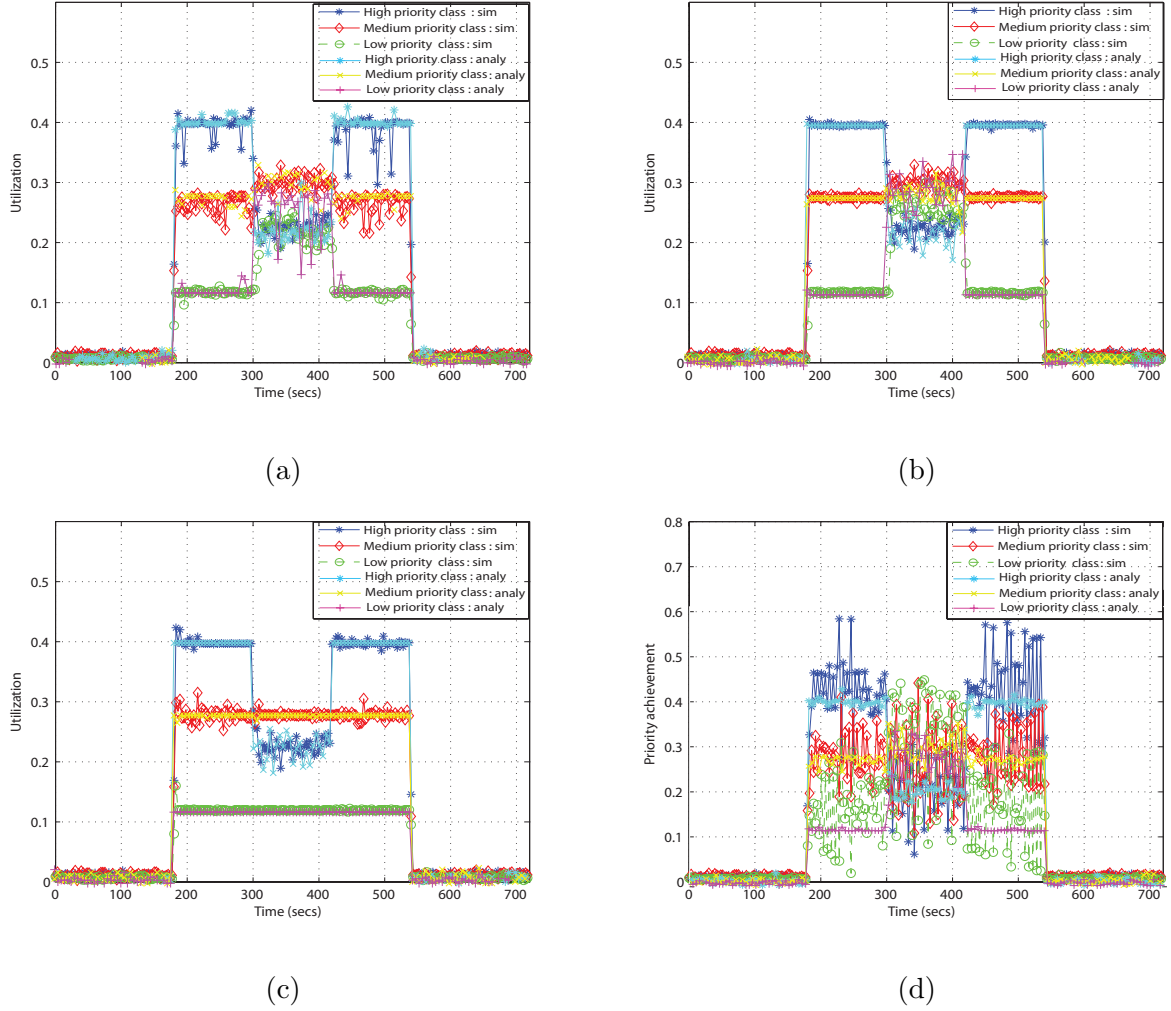 High priority class : sim
Medium priority class : sim
Low priority class : sim
High priority class : analy
Medium priority class : analy
Low priority class : analy
0.5
0.4
0.3
0.2
0.1
0
Utilization
0 100 200 300 400 500 600 700
Time (secs)
(a)
High priority class : sim
Medium priority class : sim
Low priority class : sim
High priority class : analy
Medium priority class : analy
Low priority class : analy
0.5
0.4
0.3
0.2
0.1
0
Utilization
0 100 200 300 400 500 600 700
Time (secs)
(b)
High priority class : sim
Medium priority class : sim
Low priority class : sim
High priority class : analy
Medium priority class : analy
Low priority class : analy
0.5
0.4
0.3
0.2
0.1
0
Utilization
0 100 200 300 400 500 600 700
Time (secs)
(c)
High priority class : sim
Medium priority class : sim
Low priority class : sim
High priority class : analy
Medium priority class : analy
Low priority class : analy
0.8
0.7
0.6
0.5
0.4
0.3
0.2
0.1
0
Priority achievement
0 100 200 300 400 500 600 700
Time (secs)
(d)